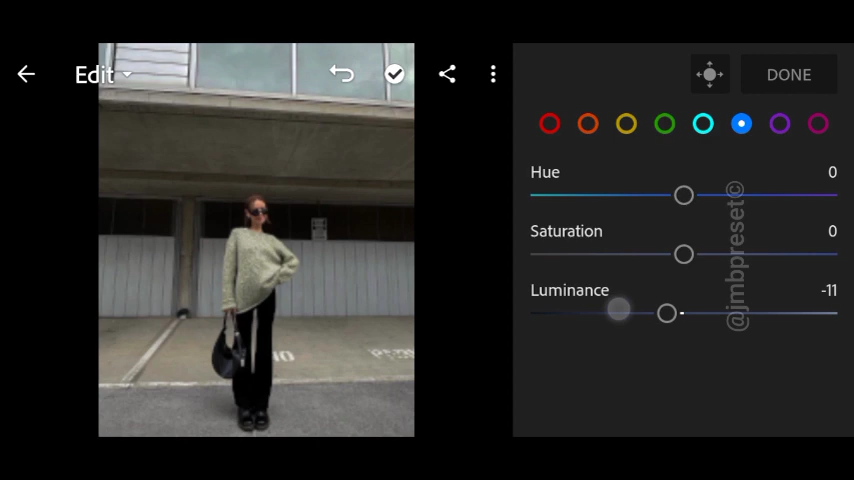 Edit
DONE
Hue
0
Saturation
0
Luminance
-11
@jmbpreset©